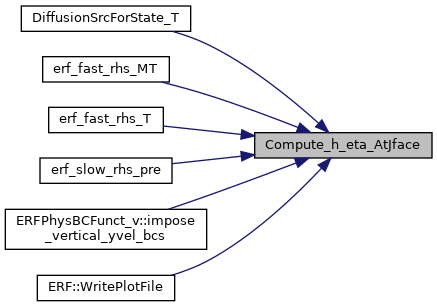 DiffusionSrcForState_T
erf_fast_rhs_MT
erf_fast_rhs_T
Compute_h_eta_AtJface
erf_slow_rhs_pre
ERFPhysBCFunct_v::impose
_vertical_yvel_bcs
ERF::WritePlotFile